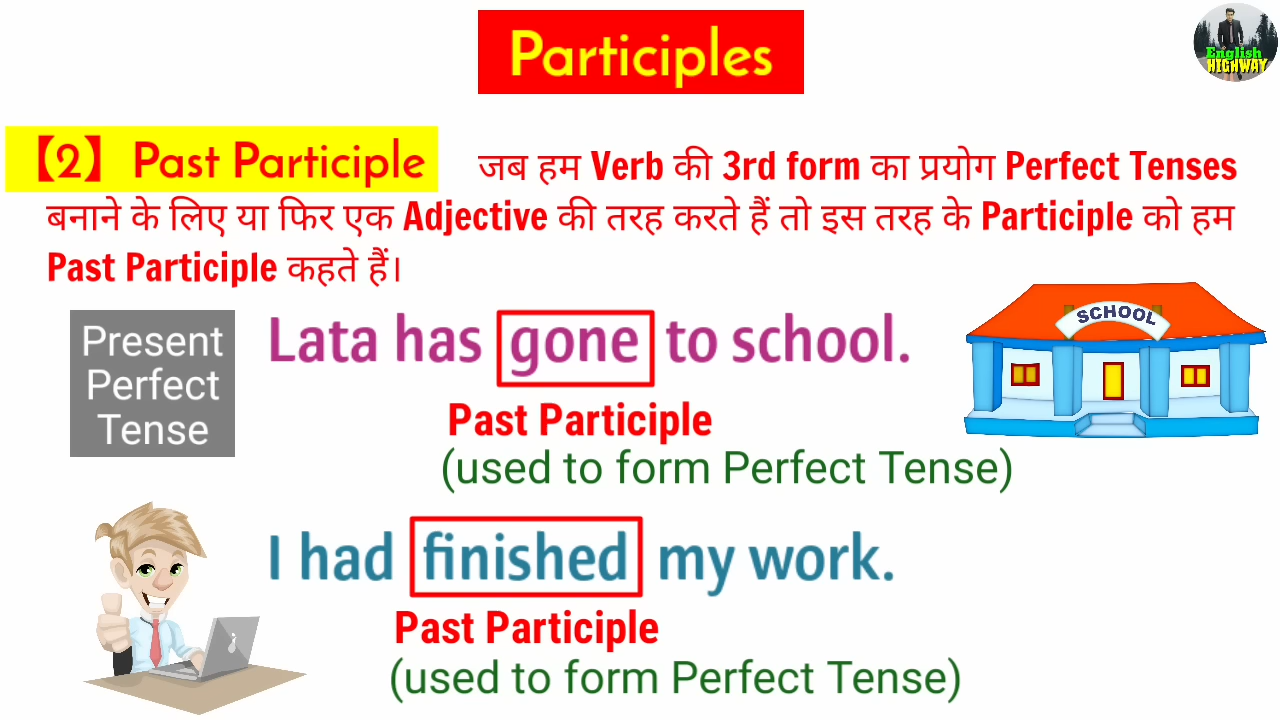 Participles
English
HIGHWAY
【2】 Past Participle जब हम Verb की 3rd form का प्रयोग Perfect Tenses
बनाने के लिए या फिर एक Adjective की तरह करते हैं तो इस तरह के Participle को हम
Past Participle कहते हैं।
SCHOOL
Present
Perfect
Tense
Lata has gone to school.
Past Participle
(used to form Perfect Tense)
I had finished my work.
Past Participle
(used to form Perfect Tense)